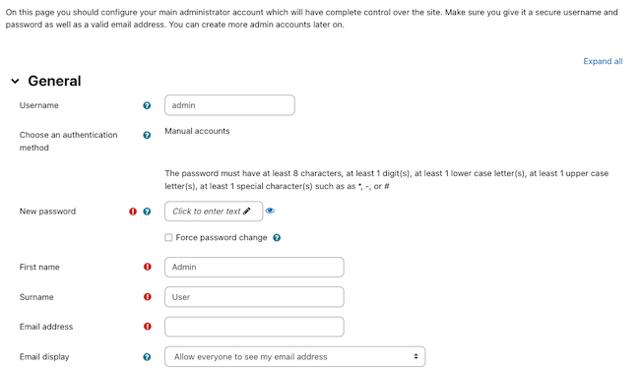 On this page you should configure your main administrator account which will have complete control over the site. Make sure you give it a secure username and
password as well as a valid email address. You can create more admin accounts later on.
Expand all
General
Username
admin
Choose an authentication
method
Manual accounts
The password must have at least 8 characters, at least 1 digit(s), at least 1 lower case letter(s), at least 1 upper case
letter(s), at least 1 special character(s) such as as *, -, or #
New password
Click to enter text
Force password change
First name
Admin
Surname
User
Email address
Email display
Allow everyone to see my email address